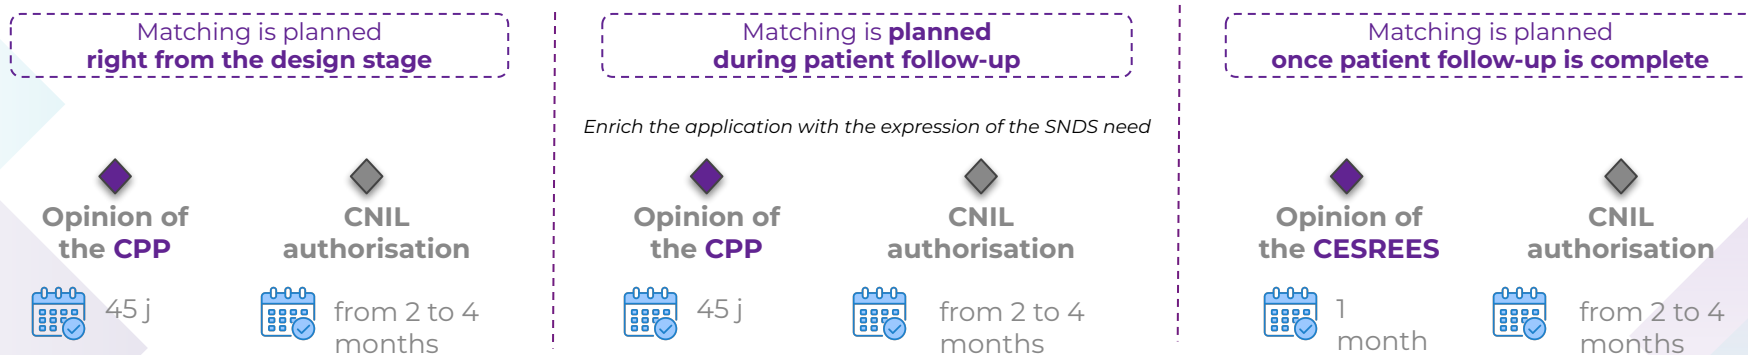 Matching is planned
right from the design stage
Opinion of
the CPP
45 j
CNIL
authorisation
from 2 to 4
months
Matching is planned
during patient follow-up
Enrich the application with the expression of the SNDS need
Opinion of
the CPP
45 j
CNIL
authorisation
from 2 to 4
months
Matching is planned
once patient follow-up is complete
Opinion of
the CESREES
1
month
CNIL
authorisation
from 2 to 4
months